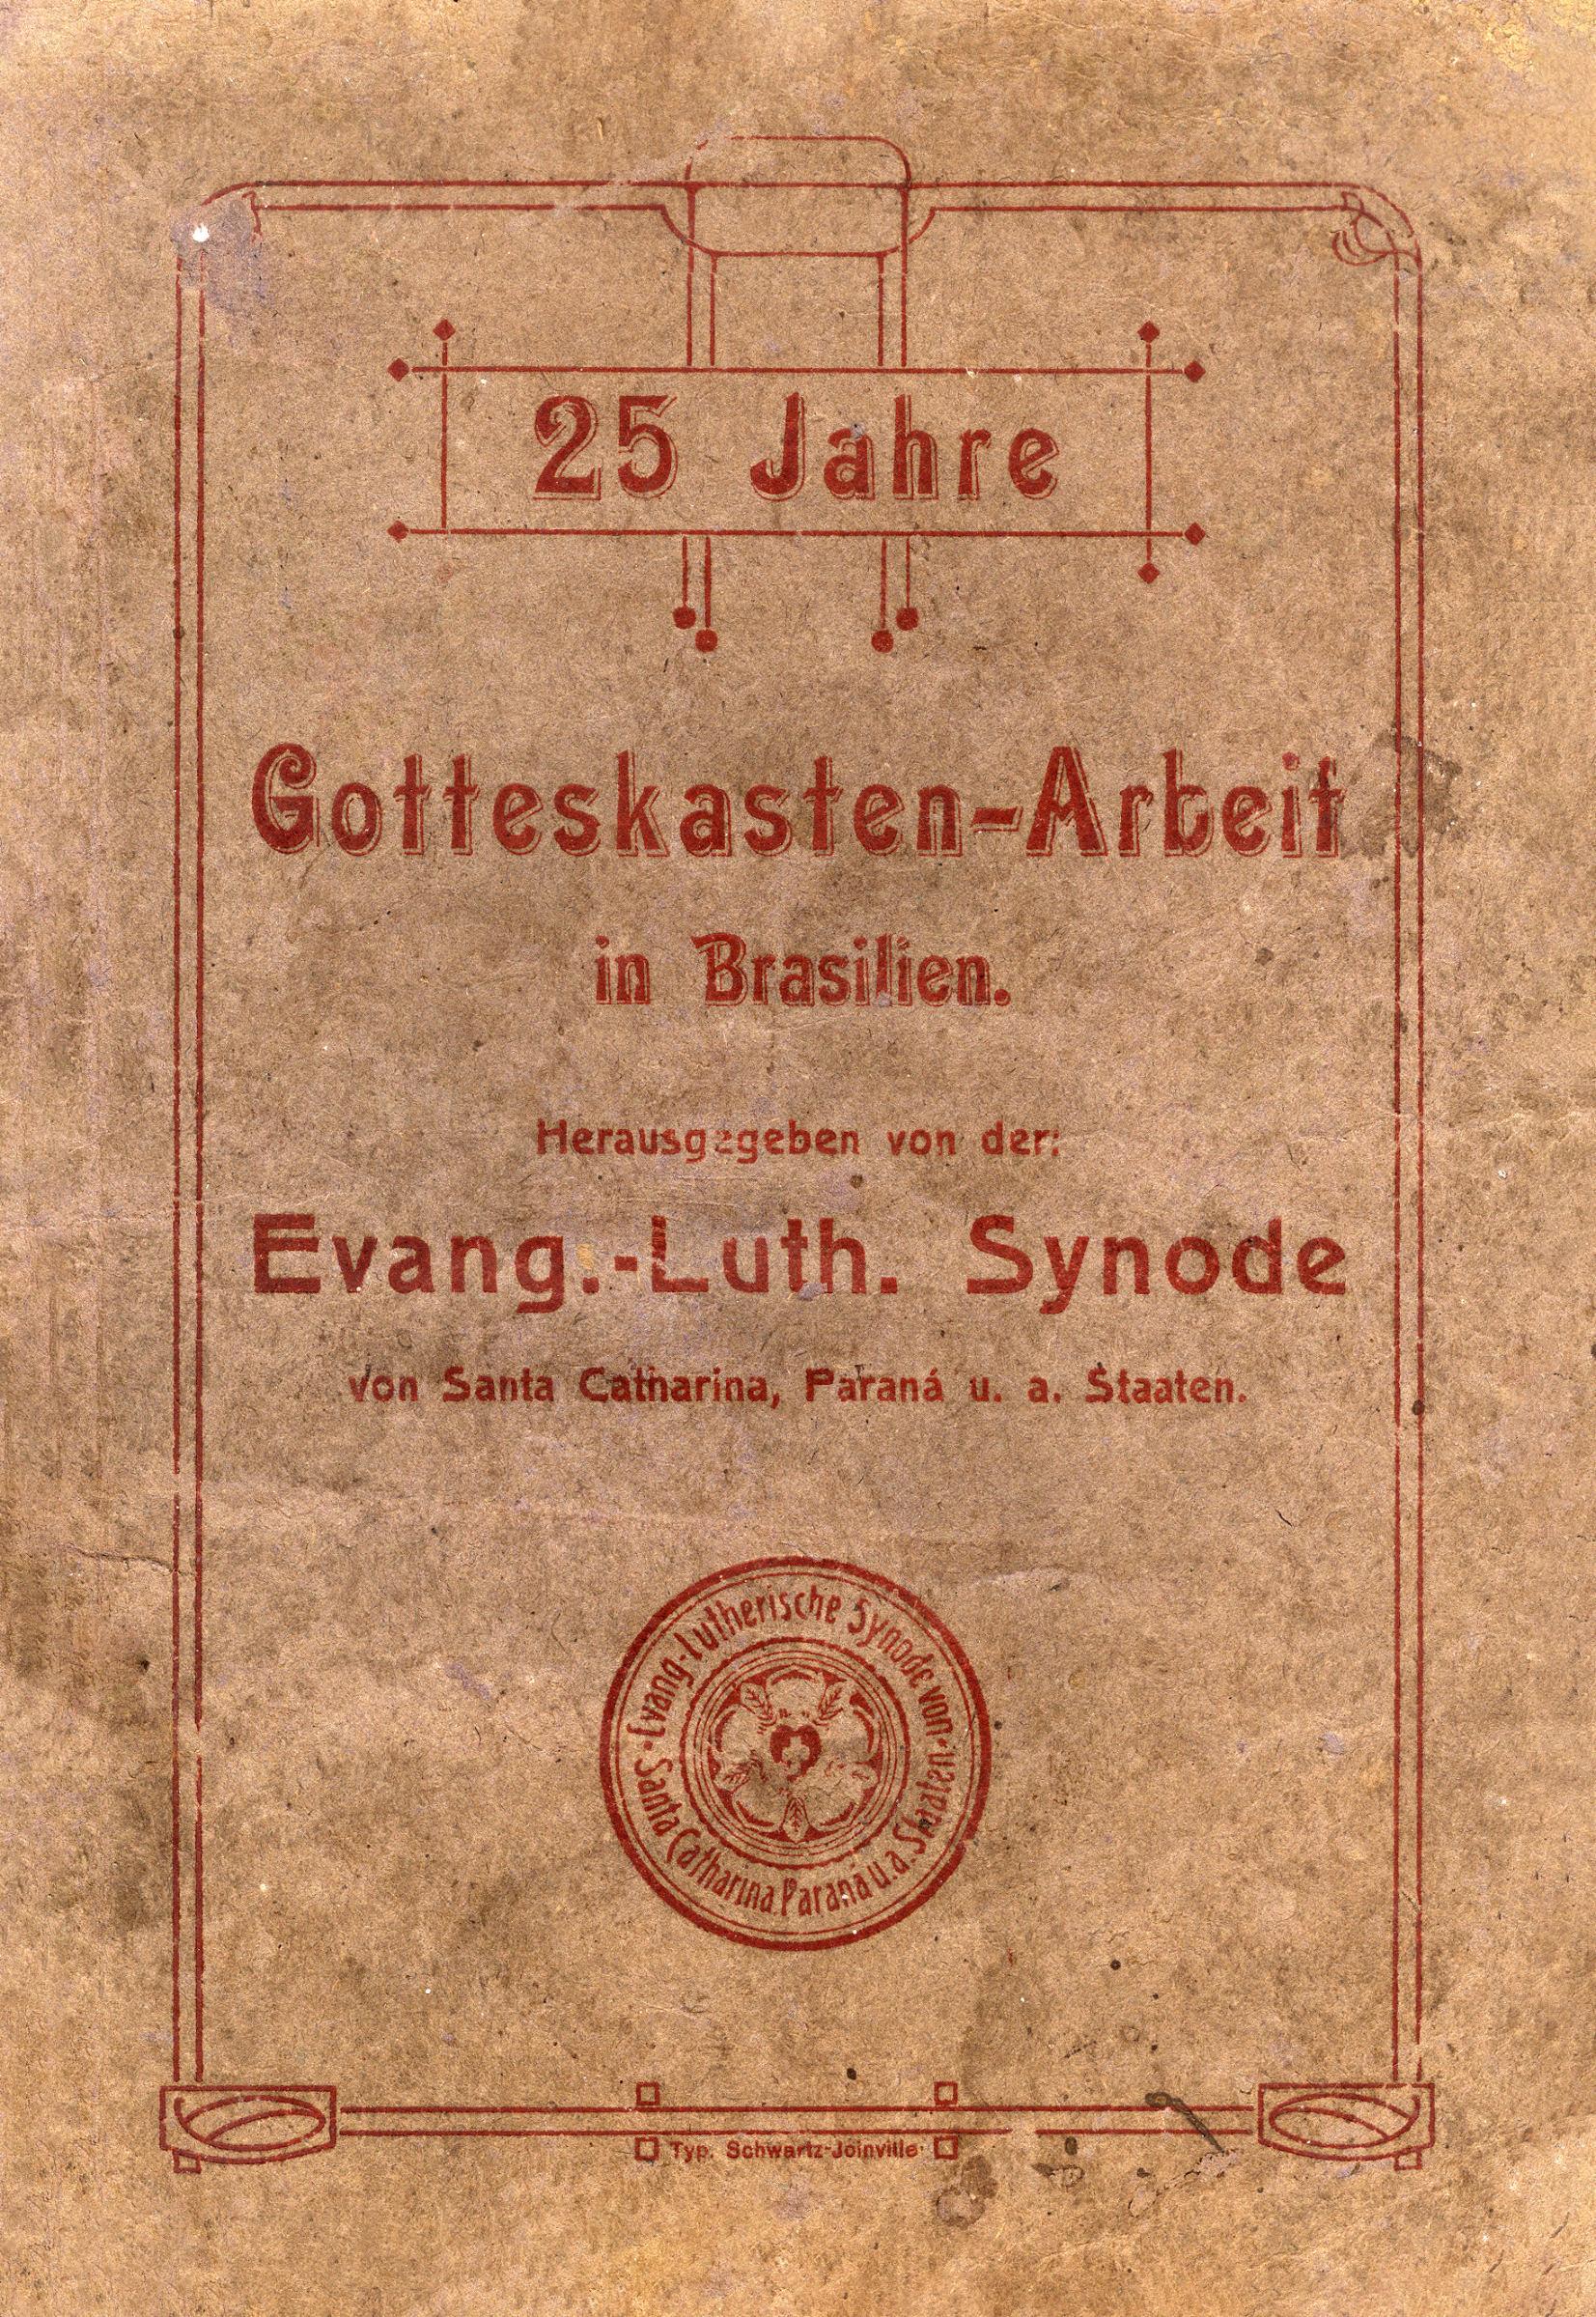 25 Jahre
Gotteskasten-Arbeit
in Brasilien.
Herausgegeben von der:
Evang.-Luth. Synode
von Santa Catharina, Paraná u. a. Staaten.
Evang-Lutherische Synode von
Santa Catharina Paraná u. a. Staaten
Typ. Schwartz-Joinville